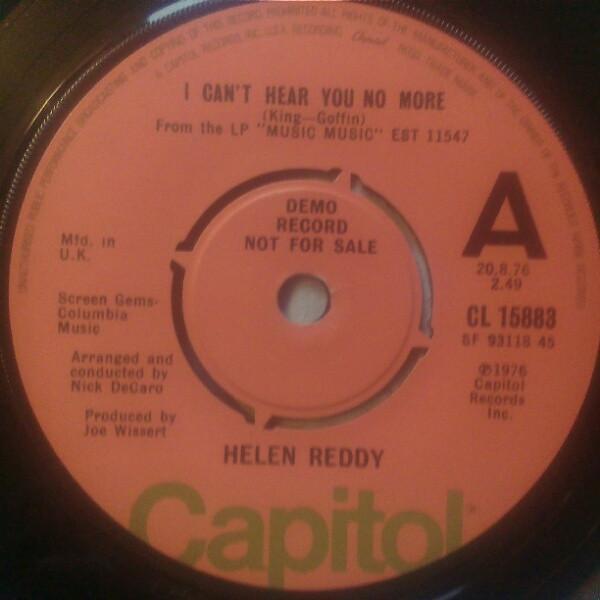 I CAN'T HEAR YOU NO MORE
(King—Goffin)
From the LP "MUSIC MUSIC" EST 11547
DEMO
RECORD
NOT FOR SALE
A
20.8.76
2.49
CL 15883
SF 93118 45
℗1976
Capitol
Records
Inc.
Mfd. in
U.K.
Screen Gems-
Columbia
Music
Arranged and
conducted by
Nick DeCaro
Produced by
Joe Wissert
HELEN REDDY
Capitol